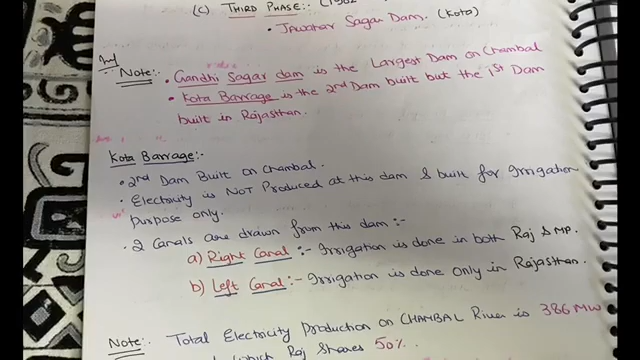 (C) THIRD PHASE:: (1962
• JAWAHAR SAGAR DAM. (KOTA)
Note:-
• Gandhi Sagar dam is the Largest Dam on Chambal
• Kota Barrage is the 2nd Dam built but the 1st Dam
built in Rajasthan.
Kota Barrage:-
• 2nd Dam Built on Chambal.
• Electricity is NOT Produced at this dam & built for Irrigation
purpose only.
• 2 Canals are drawn from this dam:-
a) Right Canal:- Irrigation is done in both Raj & MP.
b) Left Canal:- Irrigation is done only in Rajasthan.
Note:- Total Electricity Production on CHAMBAL River is 386 MW
which Raj Shares 50%.